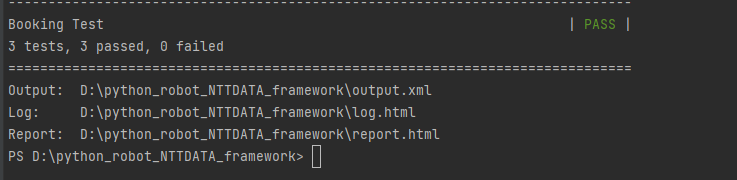 ------------------------------------------------------------------------------
Booking Test                                                          | PASS |
3 tests, 3 passed, 0 failed
==============================================================================
Output:  D:\python_robot_NTTDATA_framework\output.xml
Log:     D:\python_robot_NTTDATA_framework\log.html
Report:  D:\python_robot_NTTDATA_framework\report.html
PS D:\python_robot_NTTDATA_framework>